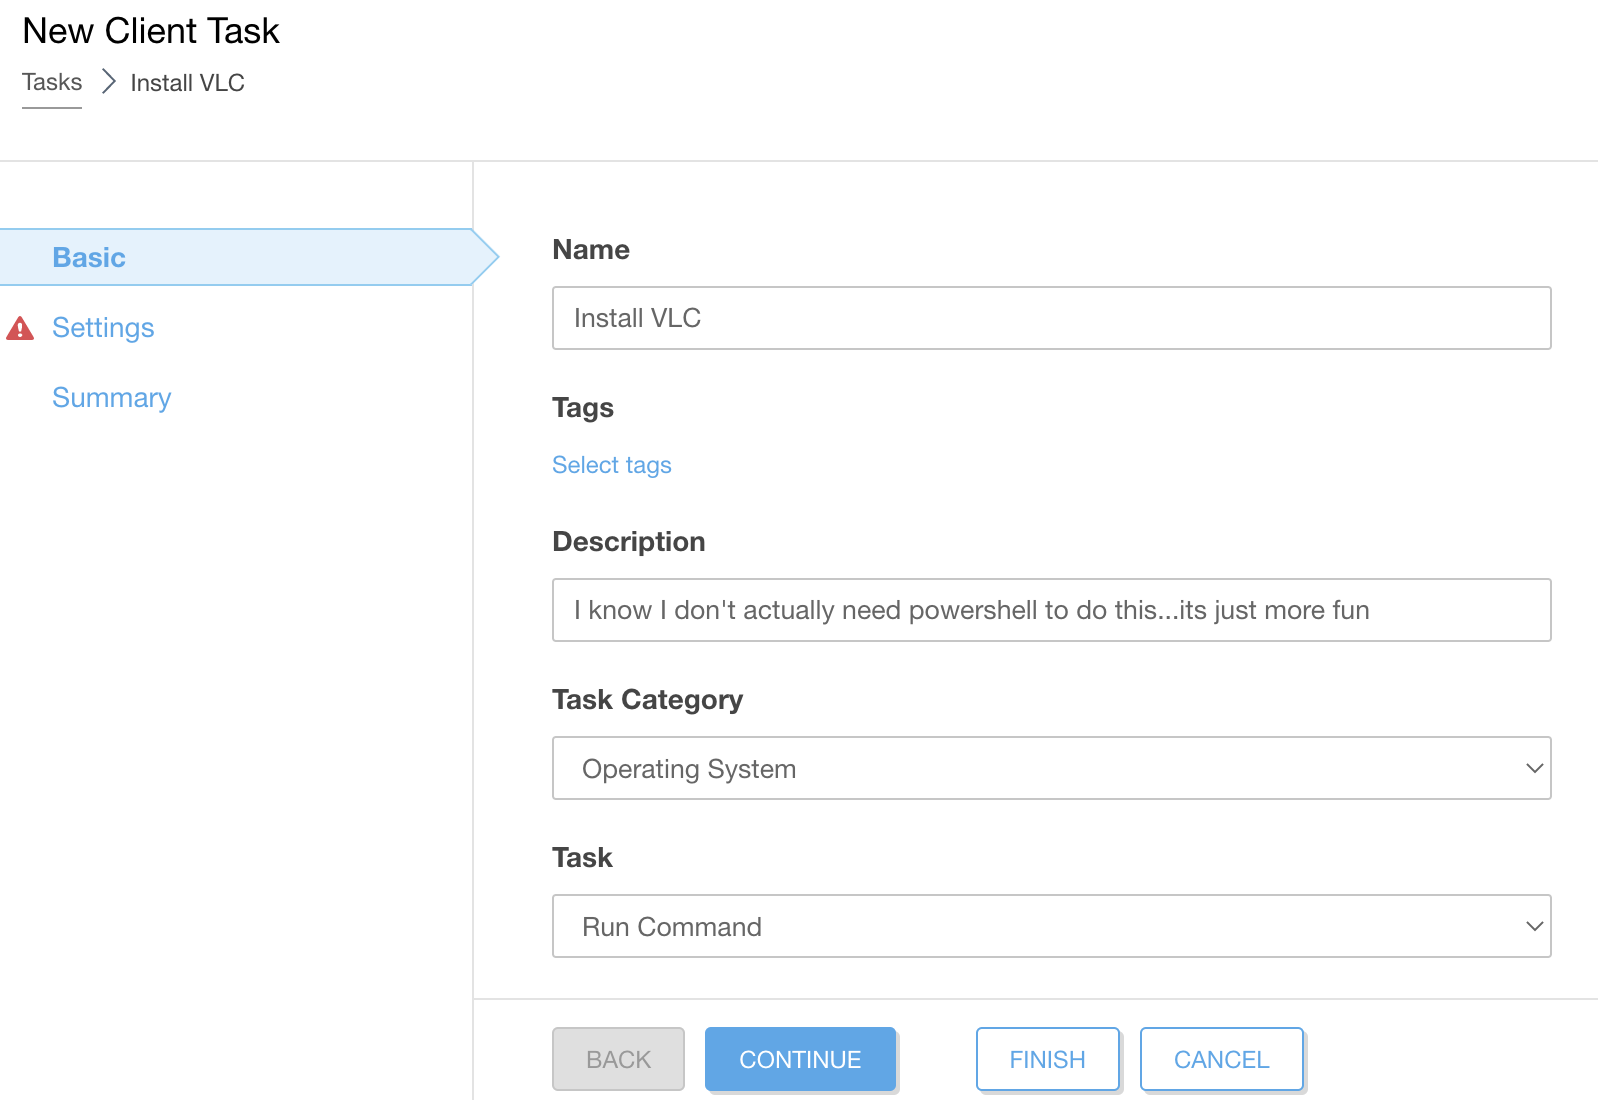 New Client Task
Tasks Install VLC
Basic
Settings
Summary
Name
Install VLC
Tags
Select tags
Description
I know I don't actually need powershell to do this...its just more fun
Task Category
Operating System
Task
Run Command
BACK CONTINUE FINISH CANCEL